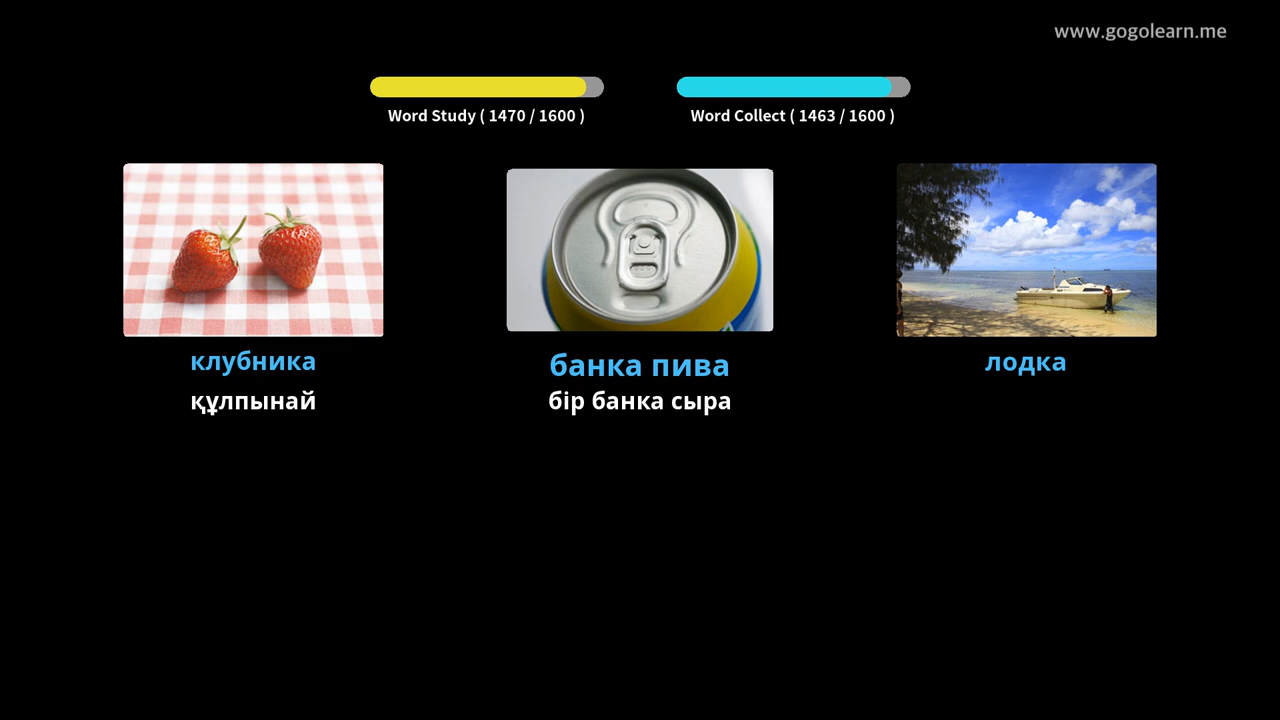 www.gogolearn.me
Word Study ( 1470 / 1600 )
Word Collect ( 1463 / 1600 )
клубника
банка пива
лодка
құлпынай
бір банка сыра